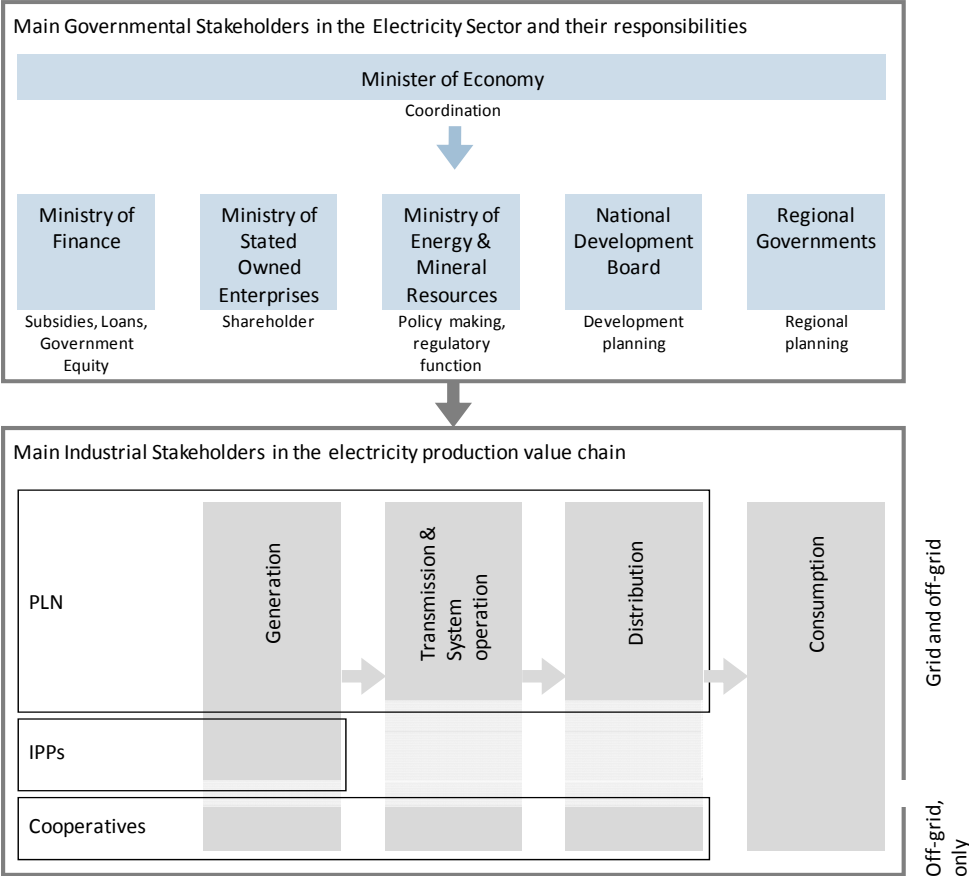 Main Governmental Stakeholders in the Electricity Sector and their responsibilities
Minister of Economy
Coordination
Ministry of
Finance
Subsidies, Loans,
Government
Equity
Ministry of
Stated
Owned
Enterprises
Shareholder
Ministry of
Energy &
Mineral
Resources
Policy making,
regulatory
function
National
Development
Board
Development
planning
Regional
Governments
Regional
planning
Main Industrial Stakeholders in the electricity production value chain
PLN
Generation
Transmission &
System
operation
Distribution
Consumption
Grid and off-grid
IPPs
Cooperatives
Off-grid,
only